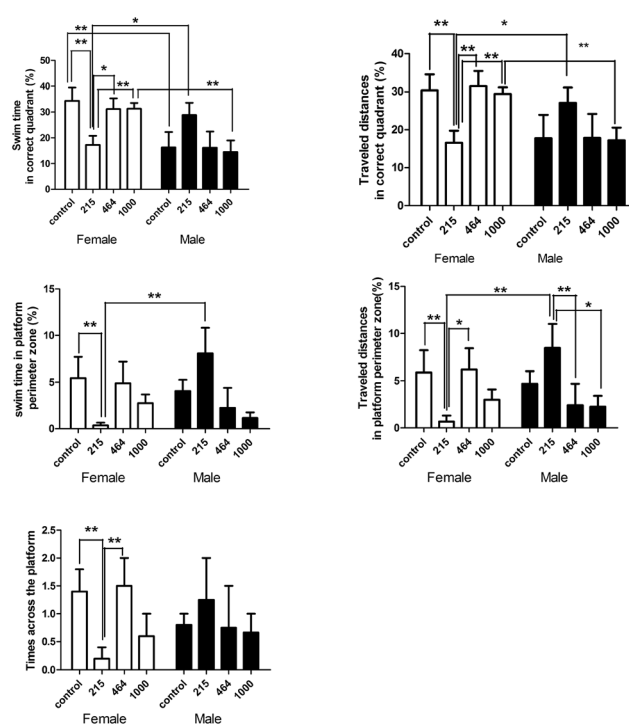 Swim time
in correct quadrant (%)
50
40
30
20
10
0
**
**
*
*
**
**
control
215
464
1000
control
215
464
1000
Female
Male
Traveled distances
in correct quadrant (%)
40
30
20
10
0
**
*
**
**
**
control
215
464
1000
control
215
464
1000
Female
Male
swim time in platform
perimeter zone (%)
15
10
5
0
**
**
control
215
464
1000
control
215
464
1000
Female
Male
Traveled distances
in platform perimeter zone(%)
15
10
5
0
**
**
*
**
*
control
215
464
1000
control
215
464
1000
Female
Male
Times across the platform
2.5
2.0
1.5
1.0
0.5
0.0
**
**
control
215
464
1000
control
215
464
1000
Female
Male